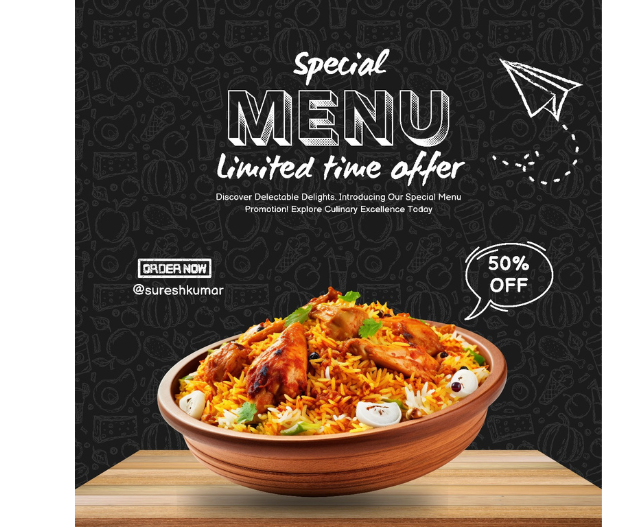 Special
MENU
Limited time offer
Discover Delectable Delights. Introducing Our Special Menu
Promotion! Explore Culinary Excellence Today
50%
OFF
ORDER NOW
@sureshkumar